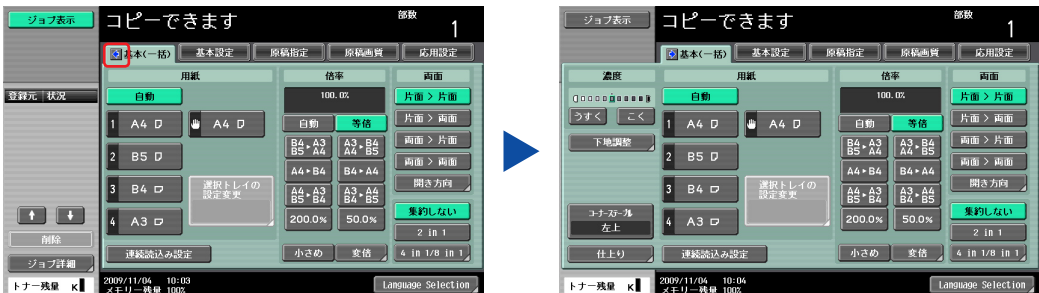 ジョブ表示
コピーできます
部数
1
基本(一括)
基本設定
原稿指定
原稿画質
応用設定
用紙
倍率
両面
登録元 状況
自動
100.0%
片面 > 片面
1 A4
A4
自動
等倍
片面 > 両面
2 B5
B4▸A3
B5▸A4
A3▸B4
A4▸B5
両面 > 片面
両面 > 両面
A4▸B4
B4▸A4
3 B4
選択トレイの
設定変更
A4▸A3
B5▸B4
A3▸A4
B4▸B5
開き方向
4 A3
200.0%
50.0%
集約しない
2 in 1
削除
ジョブ詳細
連続読込み設定
小さめ
変倍
4 in 1/8 in 1
トナー残量 K
2009/11/04 10:03
メモリー残量 100%
Language Selection
ジョブ表示
コピーできます
部数
1
基本(一括)
基本設定
原稿指定
原稿画質
応用設定
濃度
用紙
倍率
両面
自動
100.0%
片面 > 片面
うすく
こく
1 A4
A4
自動
等倍
片面 > 両面
下地調整
2 B5
B4▸A3
B5▸A4
A3▸B4
A4▸B5
両面 > 片面
両面 > 両面
A4▸B4
B4▸A4
3 B4
選択トレイの
設定変更
A4▸A3
B5▸B4
A3▸A4
B4▸B5
開き方向
コーナーステープル
左上
4 A3
200.0%
50.0%
集約しない
2 in 1
仕上り
連続読込み設定
小さめ
変倍
4 in 1/8 in 1
トナー残量 K
2009/11/04 10:04
メモリー残量 100%
Language Selection